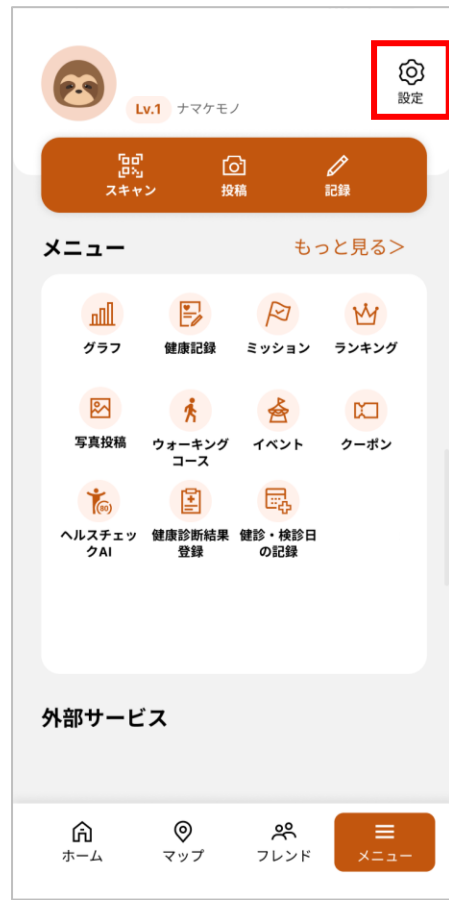 設定
Lv.1 ナマケモノ
スキャン 投稿 記録
メニュー もっと見る＞
グラフ 健康記録 ミッション ランキング
写真投稿 ウォーキング イベント クーポン
コース
ヘルスチェッ 健康診断結果 健診・検診日
クAI 登録 の記録
外部サービス
ホーム マップ フレンド メニュー